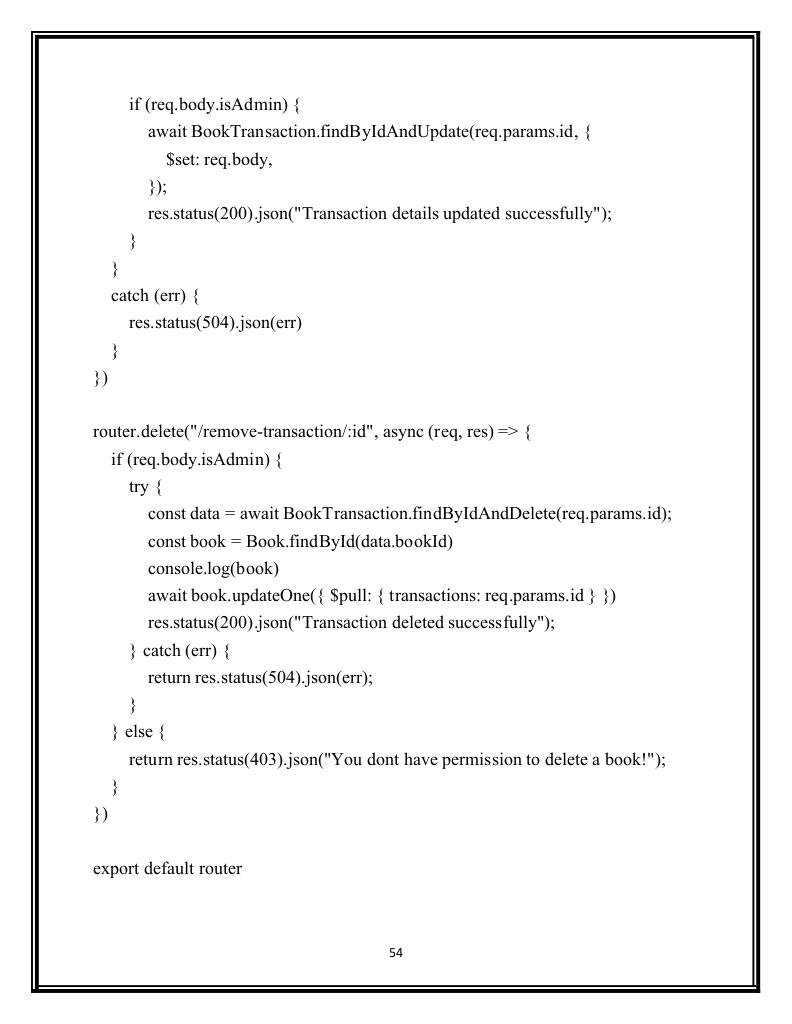 if (req.body.isAdmin) {
await BookTransaction.findByIdAndUpdate(req.params.id, {
$set: req.body,
});
res.status(200).json("Transaction details updated successfully");
}
}
catch (err) {
res.status(504).json(err)
}
})
router.delete("/remove-transaction/:id", async (req, res) => {
if (req.body.isAdmin) {
try {
const data = await BookTransaction.findByIdAndDelete(req.params.id);
const book = Book.findById(data.bookId)
console.log(book)
await book.updateOne({ $pull: { transactions: req.params.id } })
res.status(200).json("Transaction deleted successfully");
} catch (err) {
return res.status(504).json(err);
}
} else {
return res.status(403).json("You dont have permission to delete a book!");
}
})
export default router
54